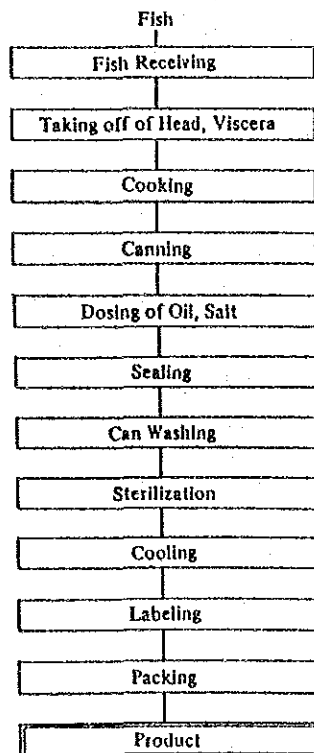 Fish
Fish Receiving
Taking off of Head, Viscera
Cooking
Canning
Dosing of Oil, Salt
Sealing
Can Washing
Sterilization
Cooling
Labeling
Packing
Product